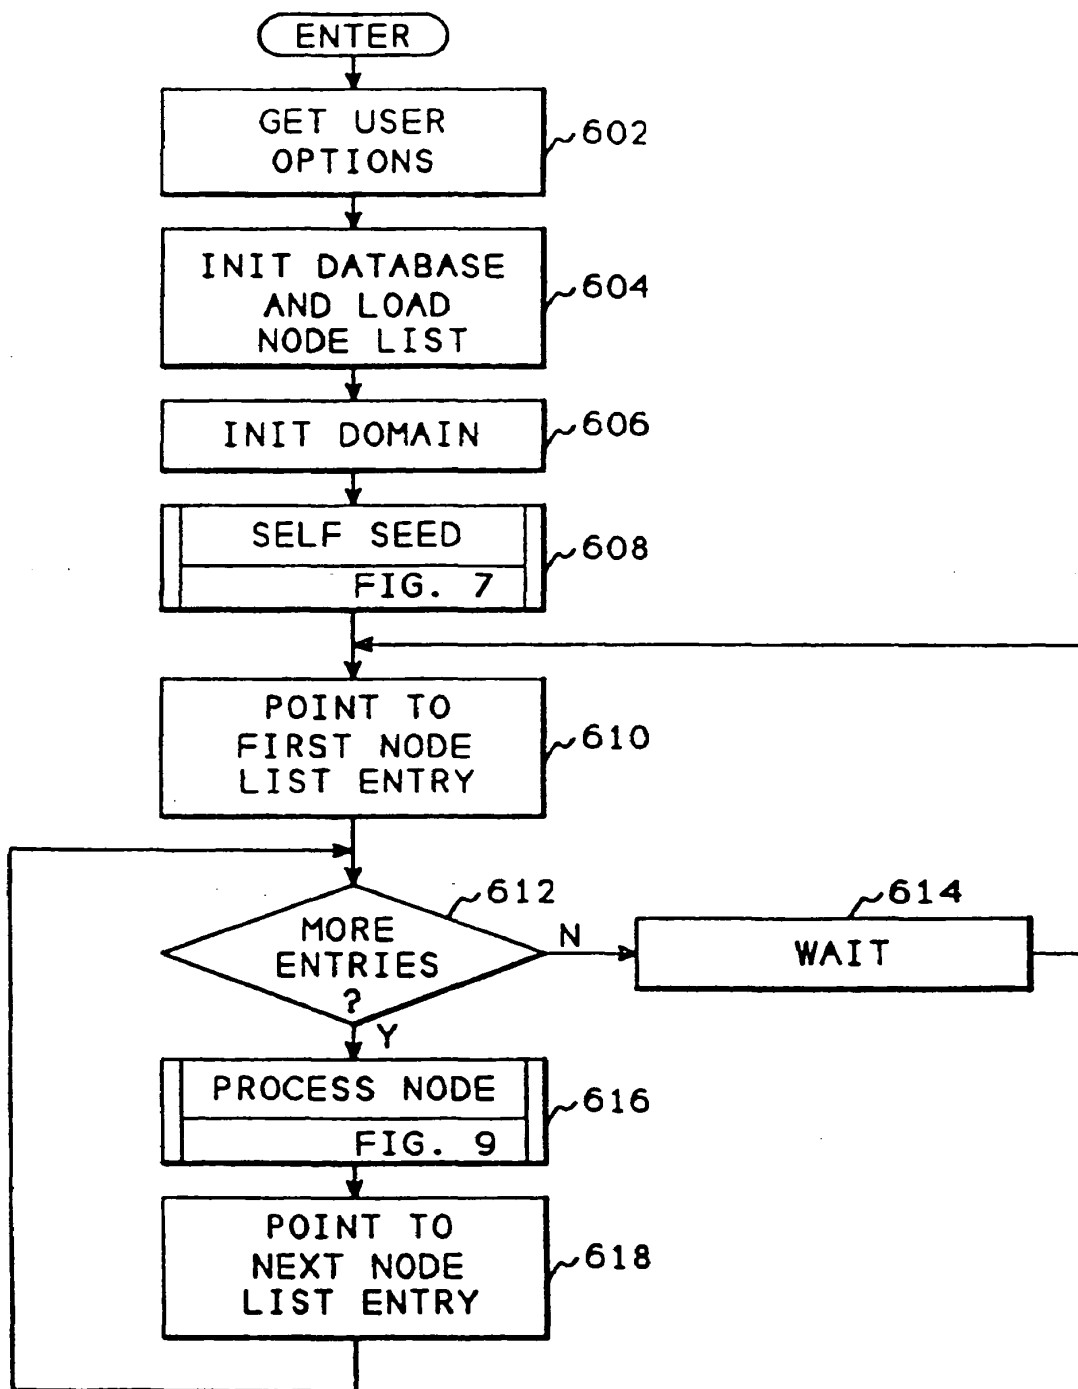 ENTER
GET USER
OPTIONS
602
INIT DATABASE
AND LOAD
NODE LIST
604
INIT DOMAIN
606
SELF SEED
FIG. 7
608
POINT TO
FIRST NODE
LIST ENTRY
610
MORE
ENTRIES
?
612
N
WAIT
614
Y
PROCESS NODE
FIG. 9
616
POINT TO
NEXT NODE
LIST ENTRY
618